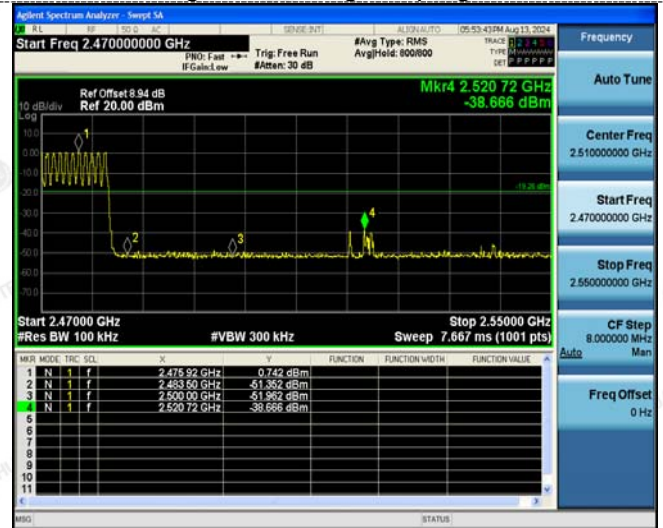 Agilent Spectrum Analyzer - Swept SA
RL RF 50 Ω AC SENSE:INT ALIGN AUTO 05:53:43PM Aug 13, 2024
Start Freq 2.470000000 GHz
PNO: Fast
IFGain:Low
Trig: Free Run
#Atten: 30 dB
#Avg Type: RMS
Avg|Hold: 800/800
TRACE 1 2 3 4 5 6
TYPE
DET P P P P P P
Frequency
Mkr4 2.520 72 GHz
-38.666 dBm
Ref Offset 8.94 dB
Ref 20.00 dBm
10 dB/div
Log
10.0
0.00
-10.0
-20.0
-30.0
-40.0
-50.0
-60.0
-70.0
1
2
3
4
-19.26 dBm
Start 2.47000 GHz
Stop 2.55000 GHz
#Res BW 100 kHz
#VBW 300 kHz
Sweep 7.667 ms (1001 pts)
MKR MODE TRC SCL X Y FUNCTION FUNCTION WIDTH FUNCTION VALUE
1 N 1 f 2.475 92 GHz 0.742 dBm
2 N 1 f 2.483 50 GHz -51.352 dBm
3 N 1 f 2.500 00 GHz -51.962 dBm
4 N 1 f 2.520 72 GHz -38.666 dBm
5
6
7
8
9
10
11
MSG
STATUS
Auto Tune
Center Freq
2.510000000 GHz
Start Freq
2.470000000 GHz
Stop Freq
2.550000000 GHz
CF Step
8.000000 MHz
Auto Man
Freq Offset
0 Hz